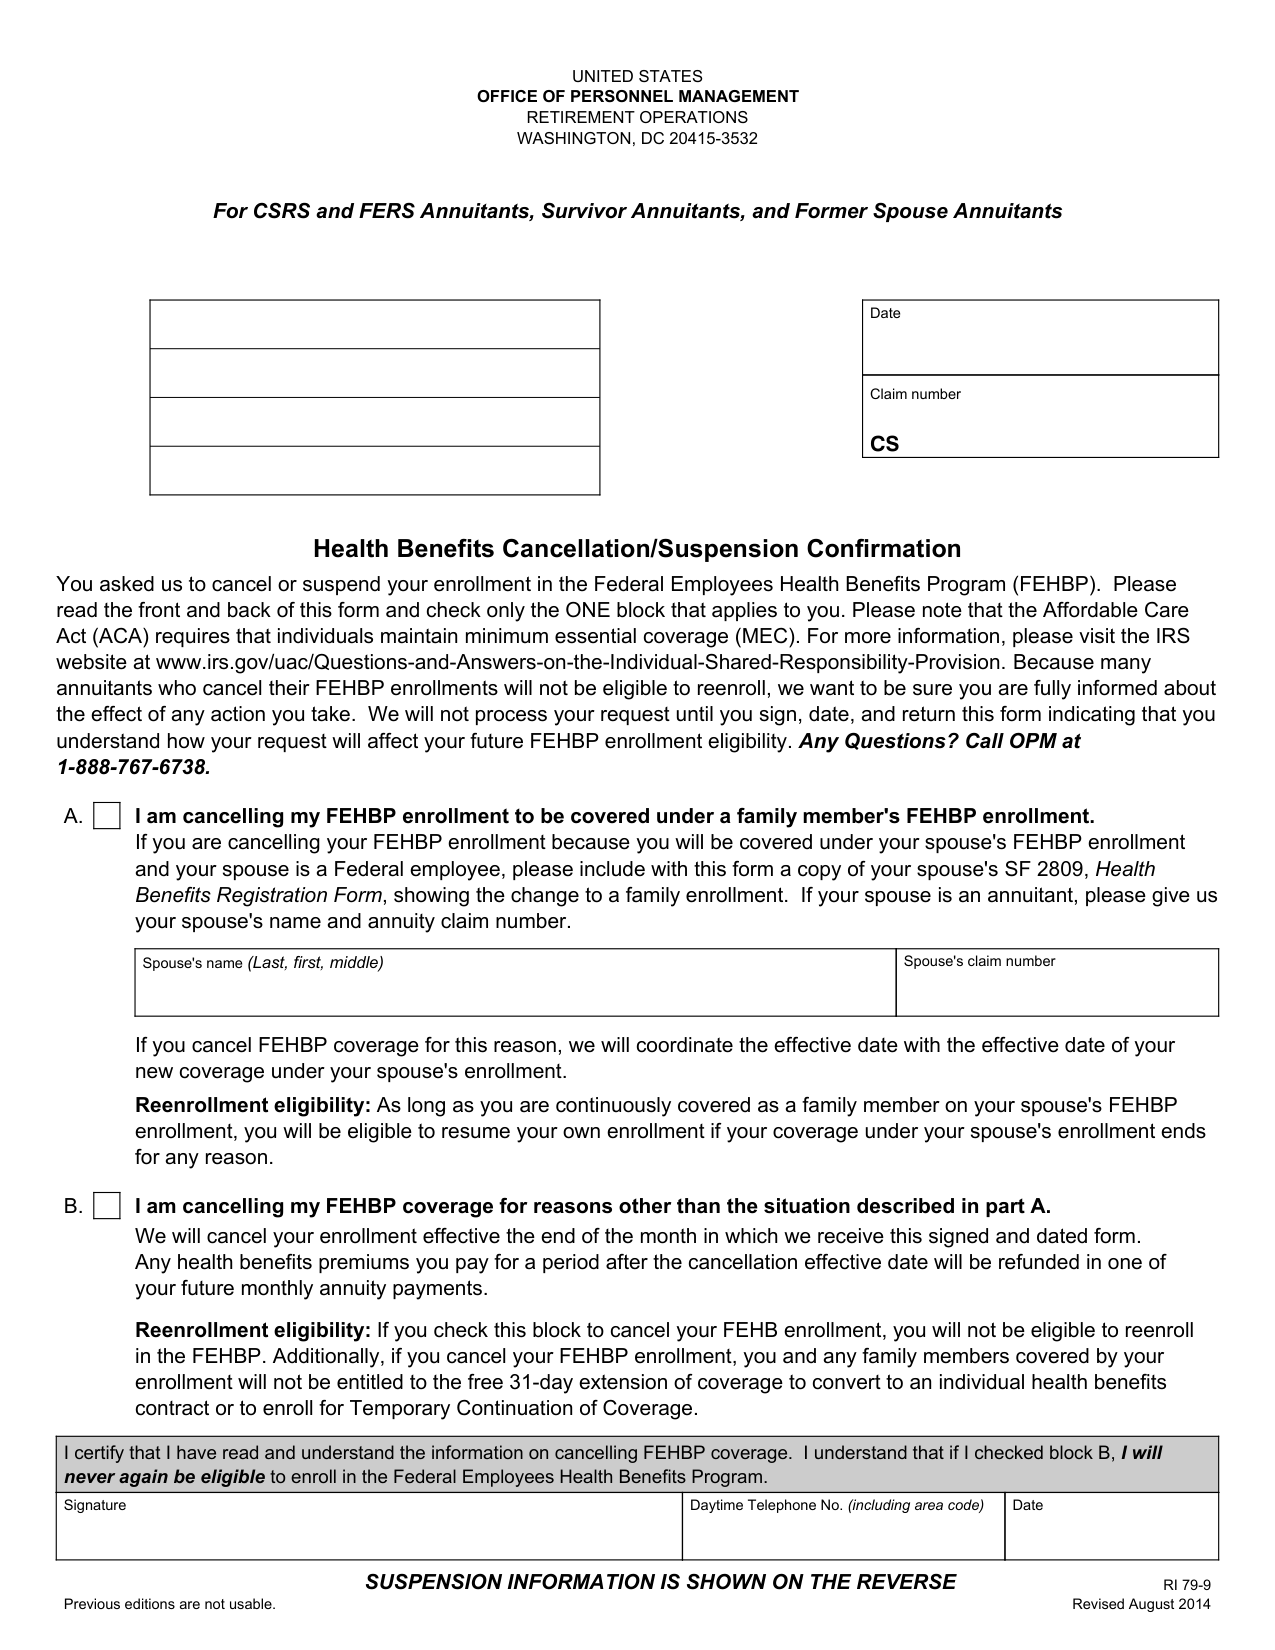 UNITED STATES
OFFICE OF PERSONNEL MANAGEMENT
RETIREMENT OPERATIONS
WASHINGTON, DC 20415-3532
For CSRS and FERS Annuitants, Survivor Annuitants, and Former Spouse Annuitants
Date
Claim number
CS
Health Benefits Cancellation/Suspension Confirmation
You asked us to cancel or suspend your enrollment in the Federal Employees Health Benefits Program (FEHBP).  Please
read the front and back of this form and check only the ONE block that applies to you. Please note that the Affordable Care
Act (ACA) requires that individuals maintain minimum essential coverage (MEC). For more information, please visit the IRS
website at www.irs.gov/uac/Questions-and-Answers-on-the-Individual-Shared-Responsibility-Provision. Because many
annuitants who cancel their FEHBP enrollments will not be eligible to reenroll, we want to be sure you are fully informed about
the effect of any action you take.  We will not process your request until you sign, date, and return this form indicating that you
understand how your request will affect your future FEHBP enrollment eligibility. Any Questions? Call OPM at
1-888-767-6738.
A. I am cancelling my FEHBP enrollment to be covered under a family member's FEHBP enrollment.
If you are cancelling your FEHBP enrollment because you will be covered under your spouse's FEHBP enrollment
and your spouse is a Federal employee, please include with this form a copy of your spouse's SF 2809, Health
Benefits Registration Form, showing the change to a family enrollment.  If your spouse is an annuitant, please give us
your spouse's name and annuity claim number.
Spouse's name (Last, first, middle)
Spouse's claim number
If you cancel FEHBP coverage for this reason, we will coordinate the effective date with the effective date of your
new coverage under your spouse's enrollment.
Reenrollment eligibility: As long as you are continuously covered as a family member on your spouse's FEHBP
enrollment, you will be eligible to resume your own enrollment if your coverage under your spouse's enrollment ends
for any reason.
B. I am cancelling my FEHBP coverage for reasons other than the situation described in part A.
We will cancel your enrollment effective the end of the month in which we receive this signed and dated form.
Any health benefits premiums you pay for a period after the cancellation effective date will be refunded in one of
your future monthly annuity payments.
Reenrollment eligibility: If you check this block to cancel your FEHB enrollment, you will not be eligible to reenroll
in the FEHBP. Additionally, if you cancel your FEHBP enrollment, you and any family members covered by your
enrollment will not be entitled to the free 31-day extension of coverage to convert to an individual health benefits
contract or to enroll for Temporary Continuation of Coverage.
I certify that I have read and understand the information on cancelling FEHBP coverage.  I understand that if I checked block B, I will
never again be eligible to enroll in the Federal Employees Health Benefits Program.
Signature
Daytime Telephone No. (including area code)
Date
SUSPENSION INFORMATION IS SHOWN ON THE REVERSE
RI 79-9
Previous editions are not usable.
Revised August 2014